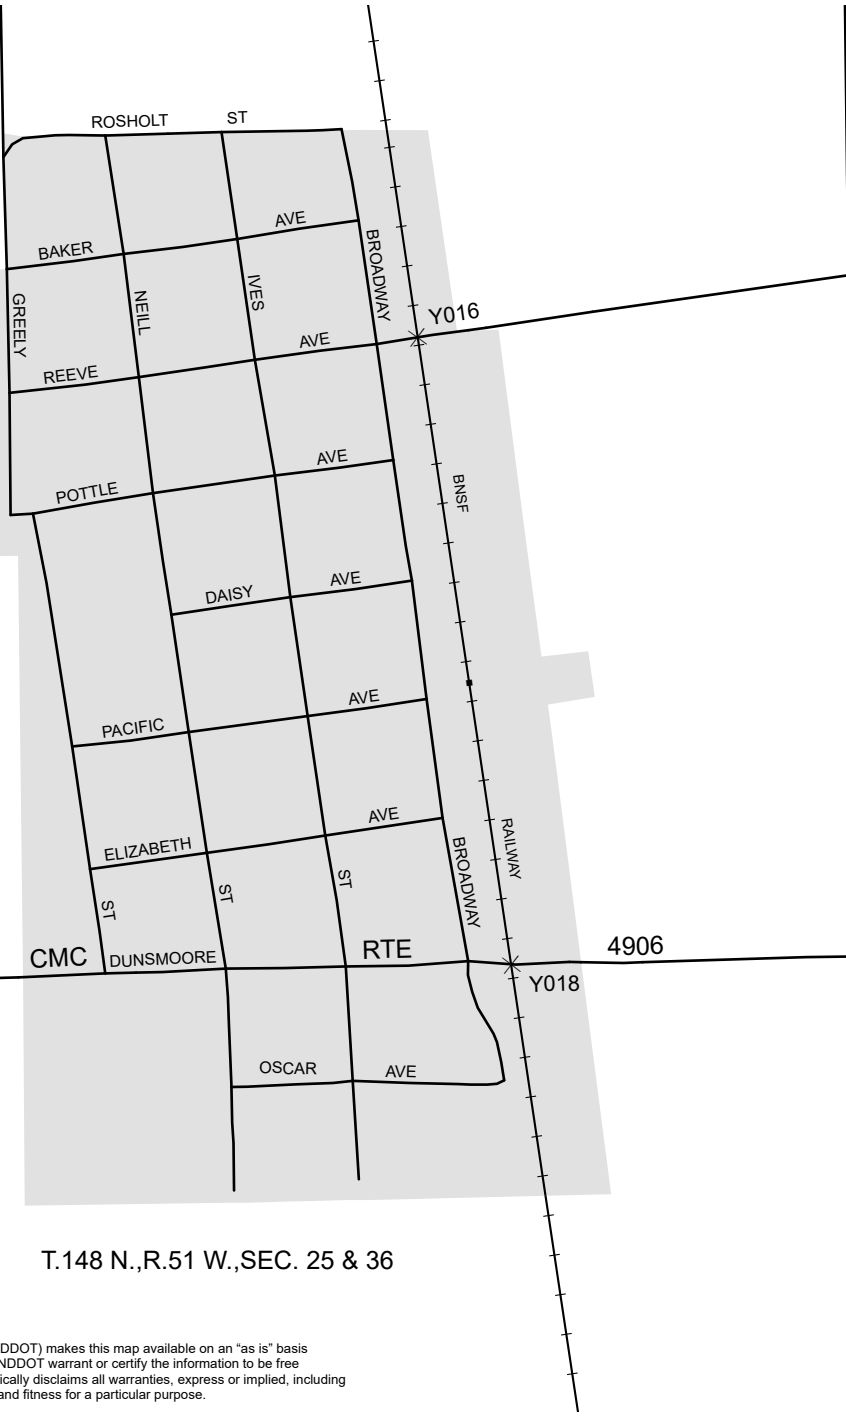 ROSHOLT ST
BAKER AVE
GREELY
NEILL
IVES
BROADWAY
Y016
REEVE AVE
POTTLE AVE
BNSF
DAISY AVE
PACIFIC AVE
ELIZABETH AVE
RAILWAY
BROADWAY
ST
ST
ST
CMC DUNSMOORE RTE 4906
Y018
OSCAR AVE
T.148 N.,R.51 W.,SEC. 25 & 36
DDOT) makes this map available on an “as is” basis
NDDOT warrant or certify the information to be free
ically disclaims all warranties, express or implied, including
and fitness for a particular purpose.